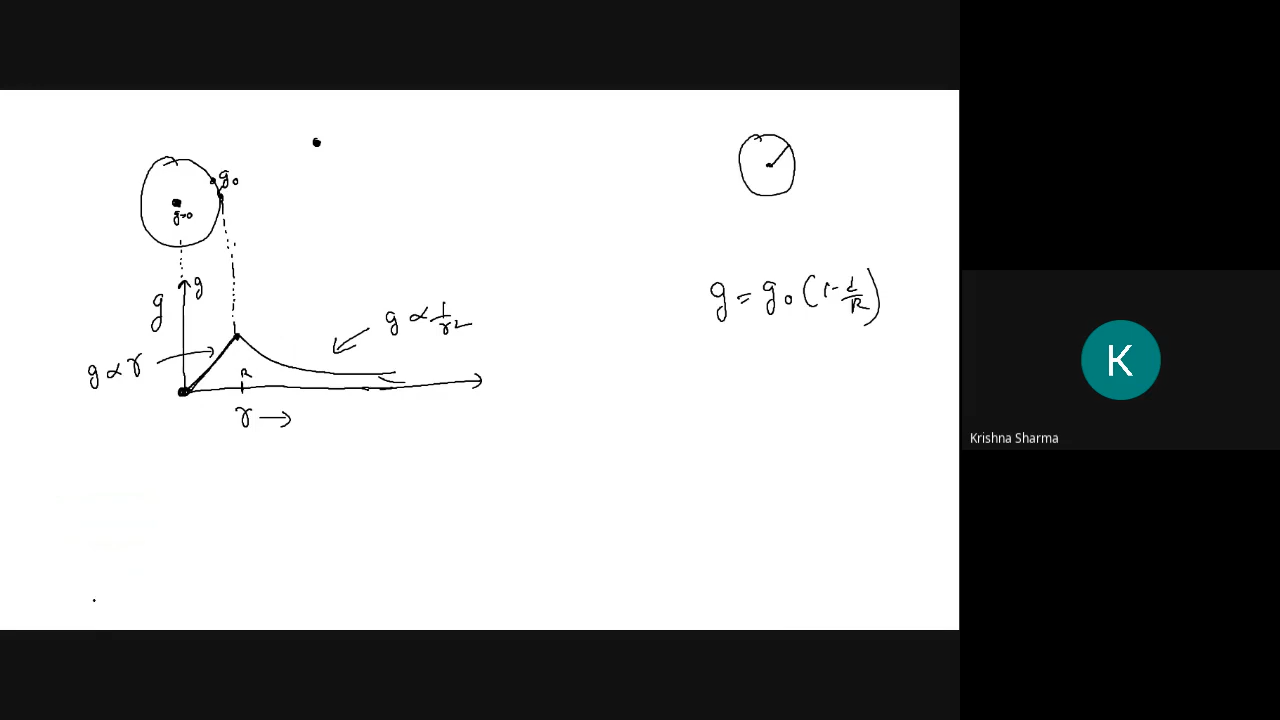 g₀
g=0
g
g
g ∝ 1/r²
g ∝ r
R
r →
g = g₀ (1 - d/R)
K
Krishna Sharma